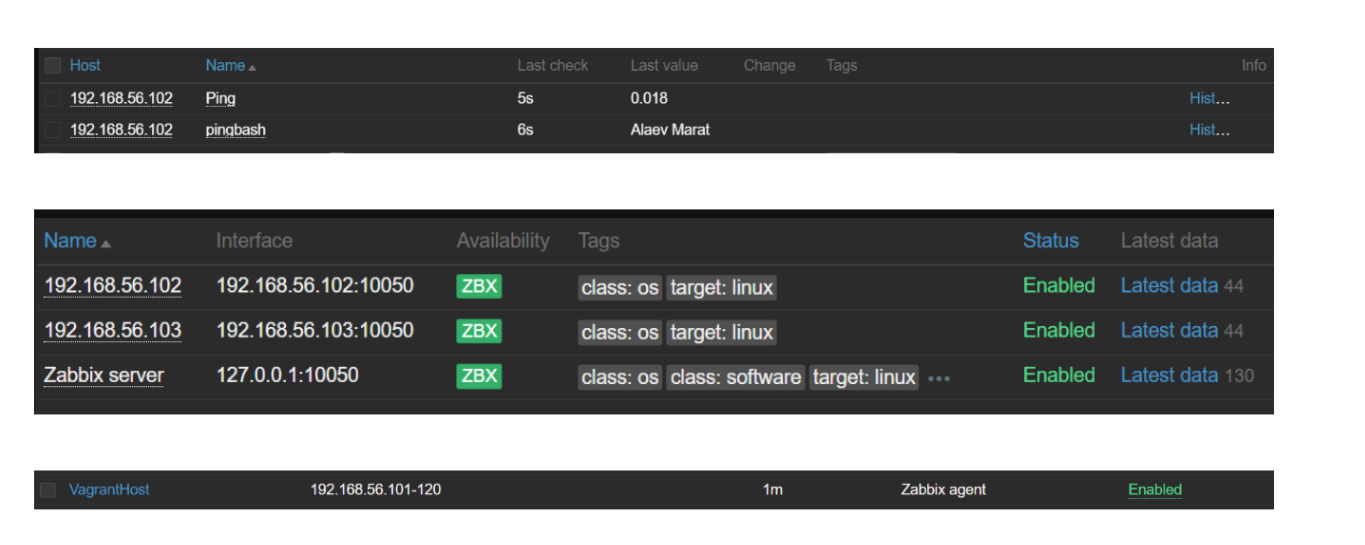 Host Name Last check Last value Change Tags Info
192.168.56.102 Ping 5s 0.018 Hist...
192.168.56.102 pingbash 6s Alaev Marat Hist...
Name Interface Availability Tags Status Latest data
192.168.56.102 192.168.56.102:10050 ZBX class: os target: linux Enabled Latest data 44
192.168.56.103 192.168.56.103:10050 ZBX class: os target: linux Enabled Latest data 44
Zabbix server 127.0.0.1:10050 ZBX class: os class: software target: linux ••• Enabled Latest data 130
VagrantHost 192.168.56.101-120 1m Zabbix agent Enabled